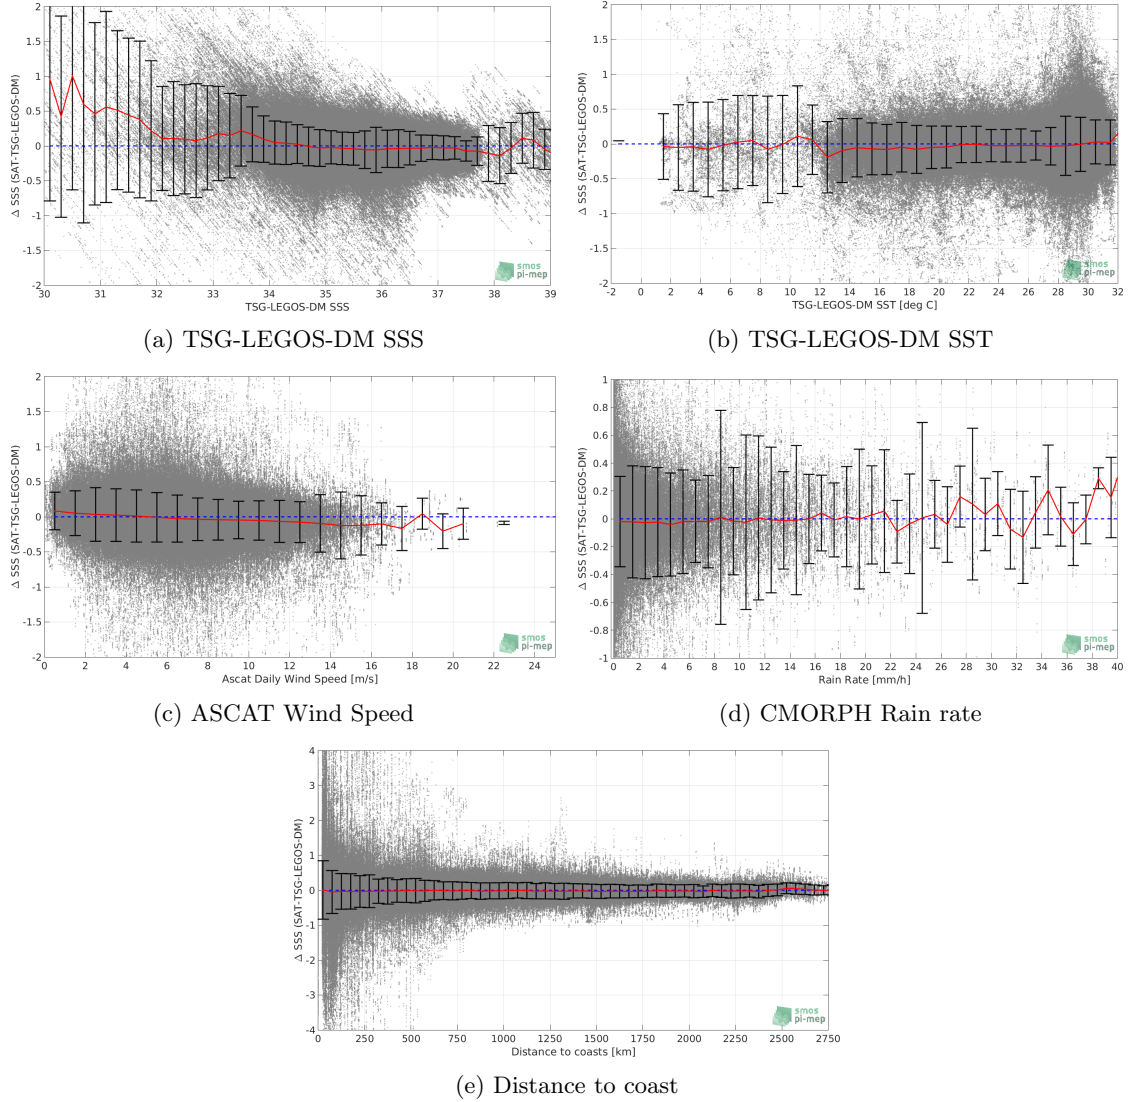 2
1.5
1
0.5
0
-0.5
-1
-1.5
-2
Δ SSS (SAT-TSG-LEGOS-DM)
30 31 32 33 34 35 36 37 38 39
TSG-LEGOS-DM SSS
smos
pi-mep
(a) TSG-LEGOS-DM SSS
2
1.5
1
0.5
0
-0.5
-1
-1.5
-2
Δ SSS (SAT-TSG-LEGOS-DM)
-2 0 2 4 6 8 10 12 14 16 18 20 22 24 26 28 30 32
TSG-LEGOS-DM SST [deg C]
smos
pi-mep
(b) TSG-LEGOS-DM SST
2
1.5
1
0.5
0
-0.5
-1
-1.5
-2
Δ SSS (SAT-TSG-LEGOS-DM)
0 2 4 6 8 10 12 14 16 18 20 22 24
Ascat Daily Wind Speed [m/s]
smos
pi-mep
(c) ASCAT Wind Speed
1
0.8
0.6
0.4
0.2
0
-0.2
-0.4
-0.6
-0.8
-1
Δ SSS (SAT-TSG-LEGOS-DM)
0 2 4 6 8 10 12 14 16 18 20 22 24 26 28 30 32 34 36 38 40
Rain Rate [mm/h]
smos
pi-mep
(d) CMORPH Rain rate
4
3
2
1
0
-1
-2
-3
-4
Δ SSS (SAT-TSG-LEGOS-DM)
0 250 500 750 1000 1250 1500 1750 2000 2250 2500 2750
Distance to coasts [km]
smos
pi-mep
(e) Distance to coast